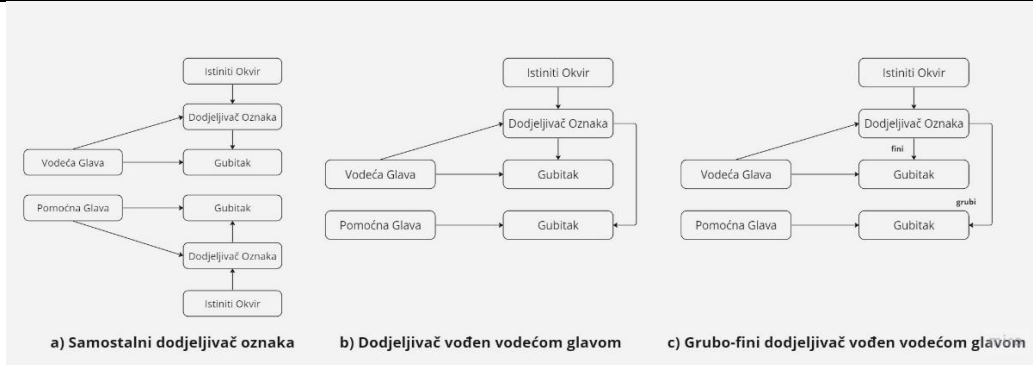 Istiniti Okvir
Dodjeljivač Oznaka
Vodeća Glava
Gubitak
Pomoćna Glava
Gubitak
Dodjeljivač Oznaka
Istiniti Okvir
a) Samostalni dodjeljivač oznaka
Istiniti Okvir
Dodjeljivač Oznaka
Vodeća Glava
Gubitak
Pomoćna Glava
Gubitak
b) Dodjeljivač vođen vodećom glavom
Istiniti Okvir
Dodjeljivač Oznaka
fini
Vodeća Glava
Gubitak
grubi
Pomoćna Glava
Gubitak
c) Grubo-fini dodjeljivač vođen vodećom glavom
miro